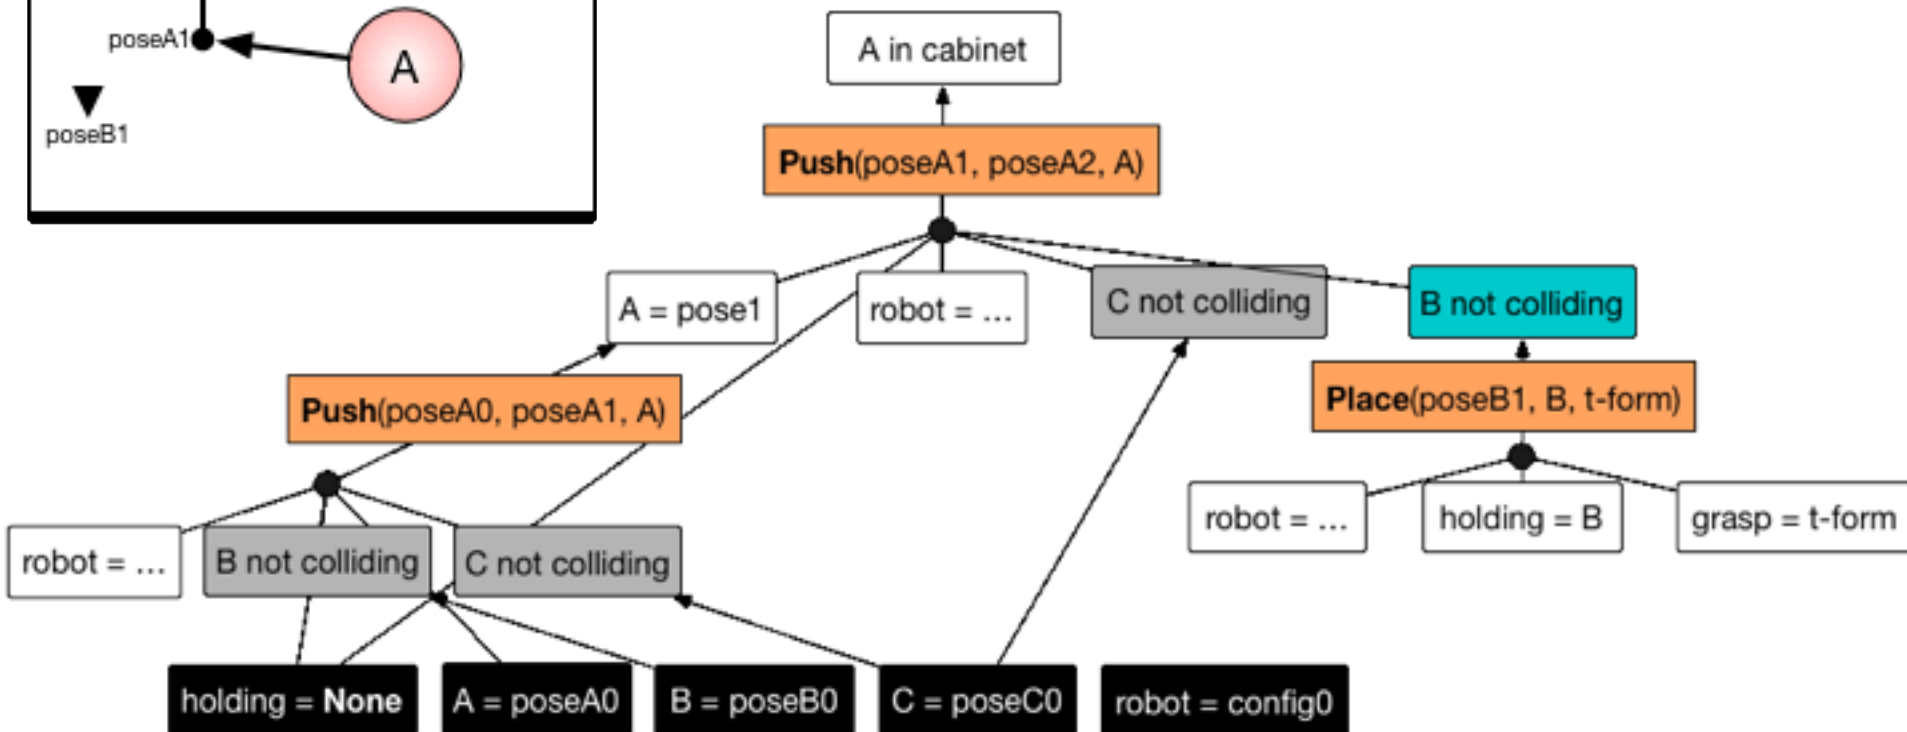 poseA1
A
poseB1
A in cabinet
Push(poseA1, poseA2, A)
A = pose1
robot = ...
C not colliding
B not colliding
Push(poseA0, poseA1, A)
Place(poseB1, B, t-form)
robot = ...
holding = B
grasp = t-form
robot = ...
B not colliding
C not colliding
holding = None
A = poseA0
B = poseB0
C = poseC0
robot = config0